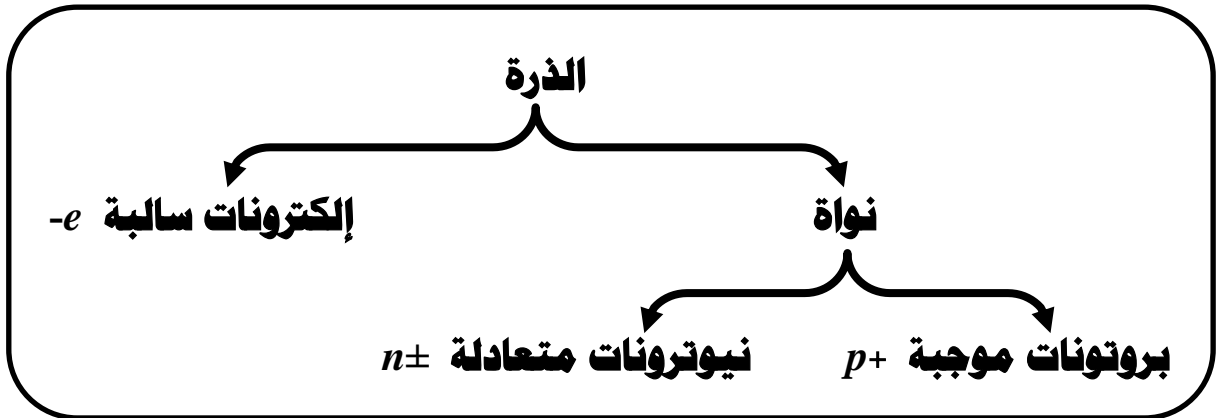 الذرة
نواة
إلكترونات سالبة -e
بروتونات موجبة p+
نيوترونات متعادلة n±